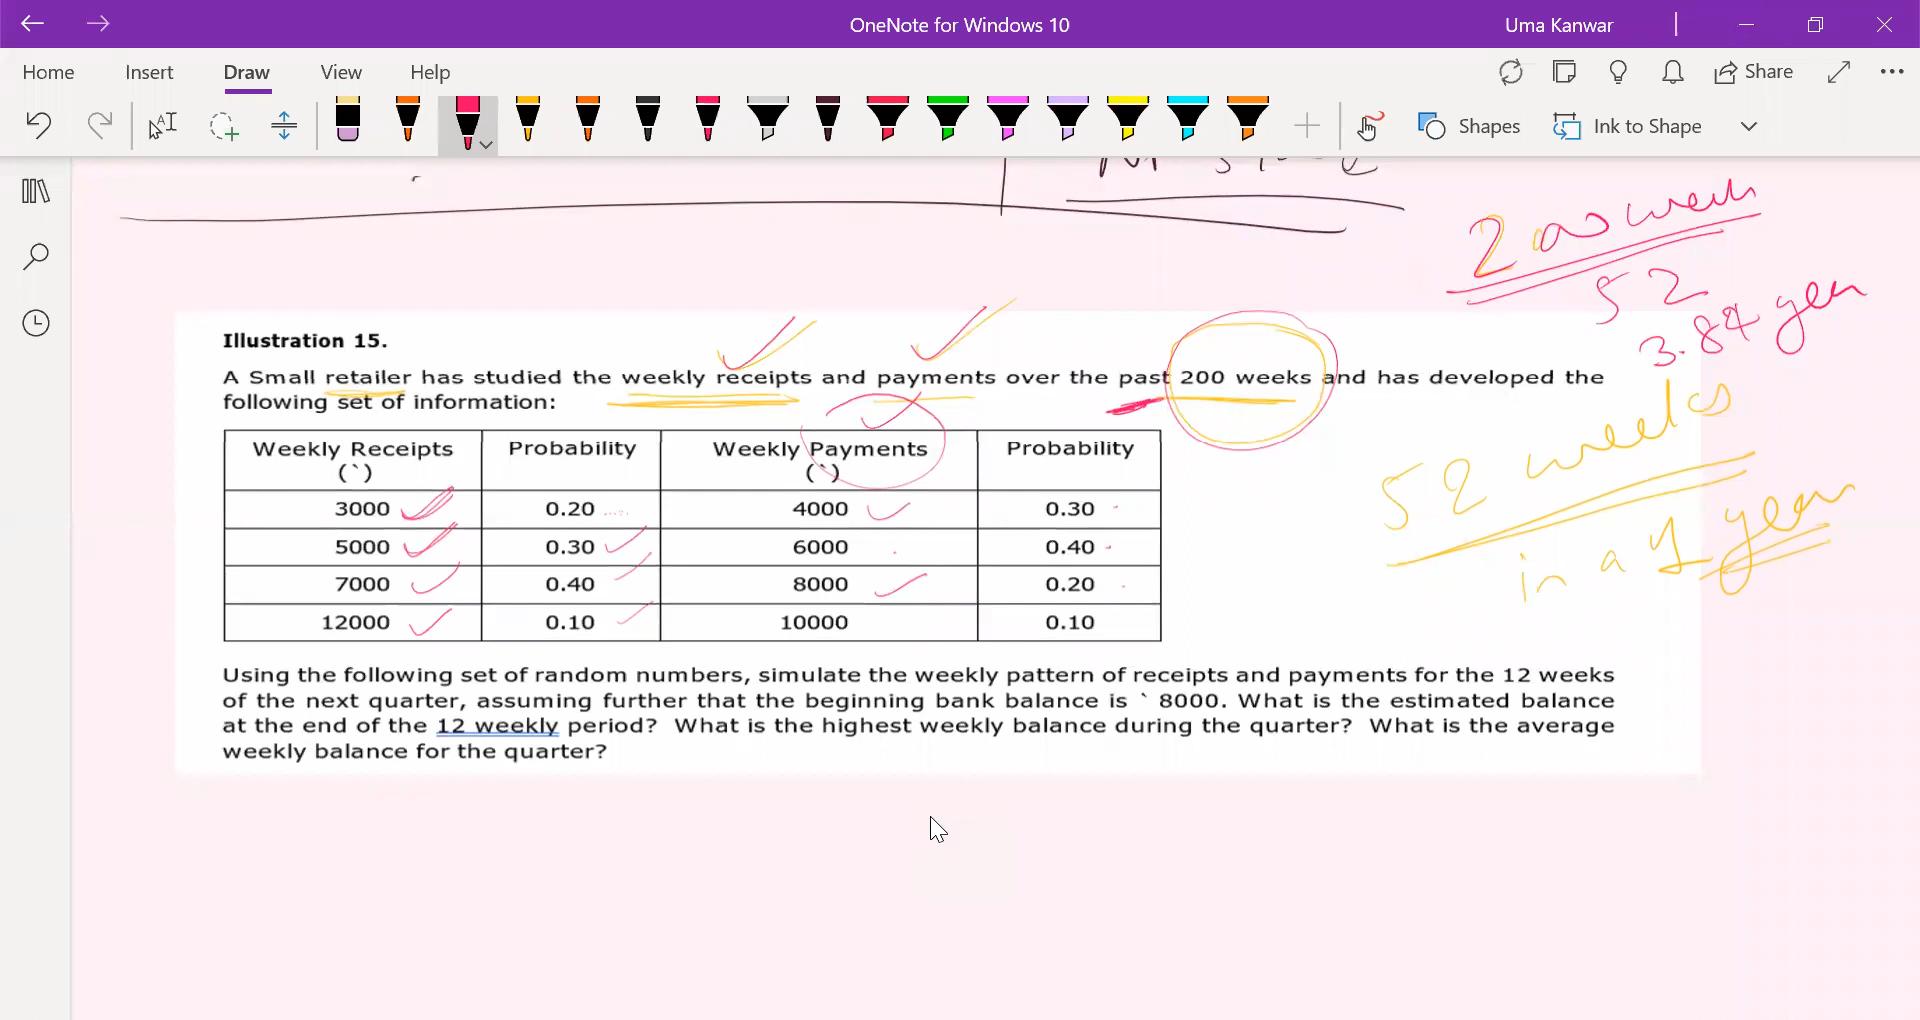 OneNote for Windows 10
Uma Kanwar
Home Insert Draw View Help
Share
Shapes
Ink to Shape
200 weeks
52
3.84 year
Illustration 15.
A Small retailer has studied the weekly receipts and payments over the past 200 weeks and has developed the
following set of information:
52 weeks
in a 1 year
Weekly Receipts (`) Probability Weekly Payments (`) Probability
3000 0.20 4000 0.30
5000 0.30 6000 0.40
7000 0.40 8000 0.20
12000 0.10 10000 0.10
Using the following set of random numbers, simulate the weekly pattern of receipts and payments for the 12 weeks
of the next quarter, assuming further that the beginning bank balance is ` 8000. What is the estimated balance
at the end of the 12 weekly period? What is the highest weekly balance during the quarter? What is the average
weekly balance for the quarter?